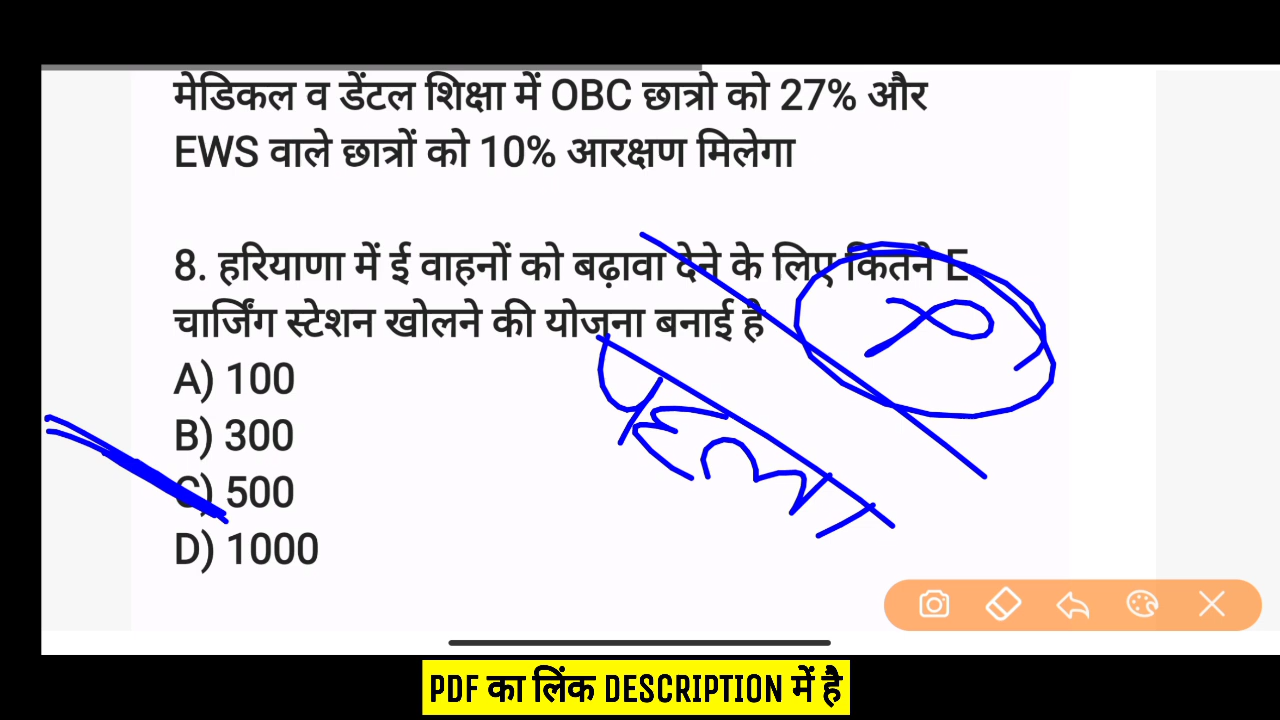 मेडिकल व डेंटल शिक्षा में OBC छात्रो को 27% और
EWS वाले छात्रों को 10% आरक्षण मिलेगा
8. हरियाणा में ई वाहनों को बढ़ावा देने के लिए कितने E
चार्जिंग स्टेशन खोलने की योजना बनाई है
A) 100
B) 300
C) 500
D) 1000
PDF का लिंक DESCRIPTION में है